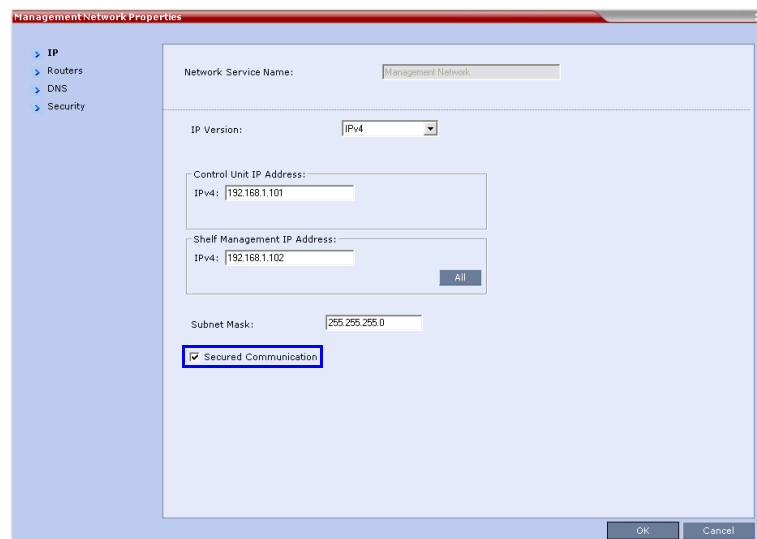 Management Network Properties
IP
Routers
DNS
Security
Network Service Name: Management Network
IP Version: IPv4
Control Unit IP Address:
IPv4: 192.168.1.101
Shelf Management IP Address:
IPv4: 192.168.1.102
All
Subnet Mask: 255.255.255.0
Secured Communication
OK Cancel